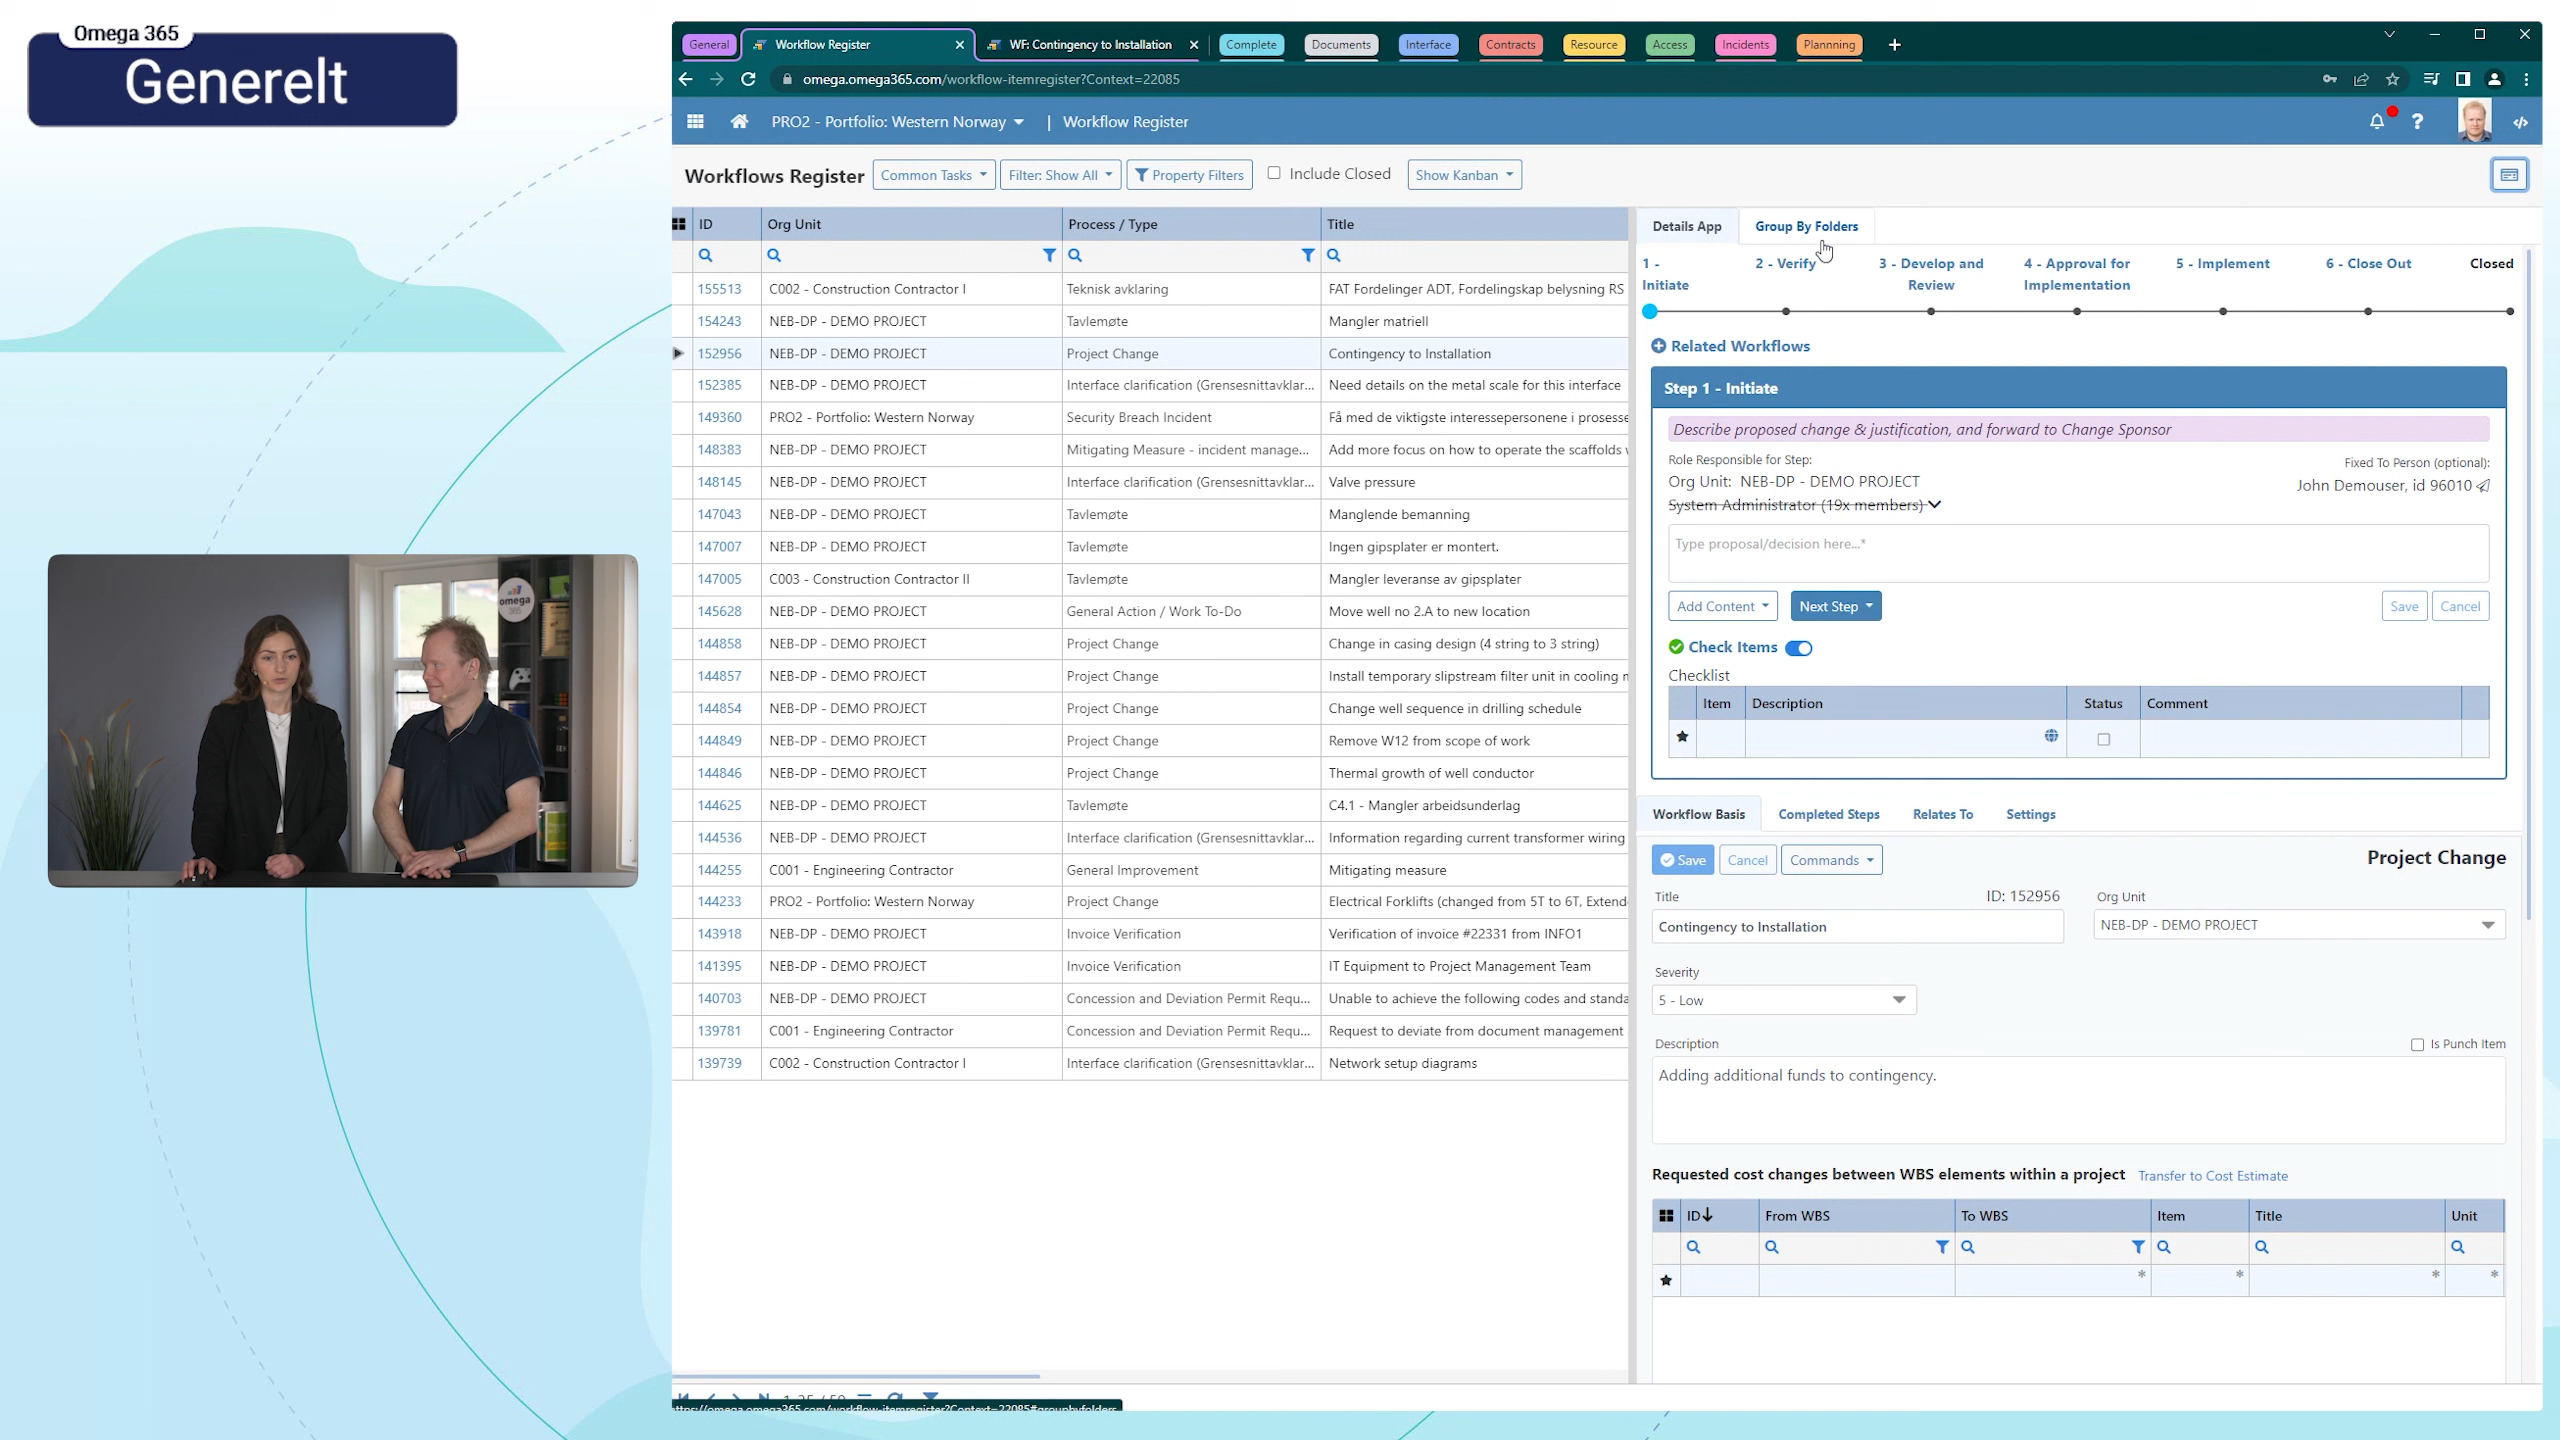 Omega 365
Generelt
General
Workflow Register
WF: Contingency to Installation
Complete
Documents
Interface
Contracts
Resource
Access
Incidents
Plannning
omega.omega365.com/workflow-itemregister?Context=22085
PRO2 - Portfolio: Western Norway
| Workflow Register
Workflows Register
Common Tasks
Filter: Show All
Property Filters
Include Closed
Show Kanban
ID Org Unit Process / Type Title
155513 C002 - Construction Contractor I Teknisk avklaring FAT Fordelinger ADT, Fordelingskap belysning RS
154243 NEB-DP - DEMO PROJECT Tavlemøte Mangler matriell
152956 NEB-DP - DEMO PROJECT Project Change Contingency to Installation
152385 NEB-DP - DEMO PROJECT Interface clarification (Grensesnittavklar... Need details on the metal scale for this interface
149360 PRO2 - Portfolio: Western Norway Security Breach Incident Få med de viktigste interessepersonene i prosesse
148383 NEB-DP - DEMO PROJECT Mitigating Measure - incident manage... Add more focus on how to operate the scaffolds
148145 NEB-DP - DEMO PROJECT Interface clarification (Grensesnittavklar... Valve pressure
147043 NEB-DP - DEMO PROJECT Tavlemøte Manglende bemanning
147007 NEB-DP - DEMO PROJECT Tavlemøte Ingen gipsplater er montert.
147005 C003 - Construction Contractor II Tavlemøte Mangler leveranse av gipsplater
145628 NEB-DP - DEMO PROJECT General Action / Work To-Do Move well no 2.A to new location
144858 NEB-DP - DEMO PROJECT Project Change Change in casing design (4 string to 3 string)
144857 NEB-DP - DEMO PROJECT Project Change Install temporary slipstream filter unit in cooling
144854 NEB-DP - DEMO PROJECT Project Change Change well sequence in drilling schedule
144849 NEB-DP - DEMO PROJECT Project Change Remove W12 from scope of work
144846 NEB-DP - DEMO PROJECT Project Change Thermal growth of well conductor
144625 NEB-DP - DEMO PROJECT Tavlemøte C4.1 - Mangler arbeidsunderlag
144536 NEB-DP - DEMO PROJECT Interface clarification (Grensesnittavklar... Information regarding current transformer wiring
144255 C001 - Engineering Contractor General Improvement Mitigating measure
144233 PRO2 - Portfolio: Western Norway Project Change Electrical Forklifts (changed from 5T to 6T, Extend
143918 NEB-DP - DEMO PROJECT Invoice Verification Verification of invoice #22331 from INFO1
141395 NEB-DP - DEMO PROJECT Invoice Verification IT Equipment to Project Management Team
140703 NEB-DP - DEMO PROJECT Concession and Deviation Permit Requ... Unable to achieve the following codes and standa
139781 C001 - Engineering Contractor Concession and Deviation Permit Requ... Request to deviate from document management
139739 C002 - Construction Contractor I Interface clarification (Grensesnittavklar... Network setup diagrams
https://omega.omega365.com/workflow-itemregister?Context=22085#groupbyfolders
Details App
Group By Folders
1 - Initiate
2 - Verify
3 - Develop and Review
4 - Approval for Implementation
5 - Implement
6 - Close Out
Closed
Related Workflows
Step 1 - Initiate
Describe proposed change & justification, and forward to Change Sponsor
Role Responsible for Step:
Fixed To Person (optional):
Org Unit: NEB-DP - DEMO PROJECT
John Demouser, id 96010
System Administrator (19x members)
Type proposal/decision here...*
Add Content
Next Step
Save
Cancel
Check Items
Checklist
Item Description Status Comment
Workflow Basis
Completed Steps
Relates To
Settings
Save
Cancel
Commands
Project Change
Title
ID: 152956
Org Unit
Contingency to Installation
NEB-DP - DEMO PROJECT
Severity
5 - Low
Description
Is Punch Item
Adding additional funds to contingency.
Requested cost changes between WBS elements within a project
Transfer to Cost Estimate
ID From WBS To WBS Item Title Unit
* * * *
omega
365